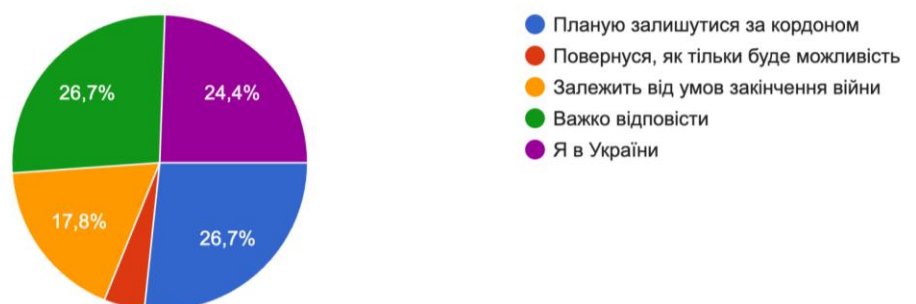 Планую залишутися за кордоном
Повернуся, як тільки буде можливість
Залежить від умов закінчення війни
Важко відповісти
Я в Україні
26,7%
24,4%
17,8%
26,7%